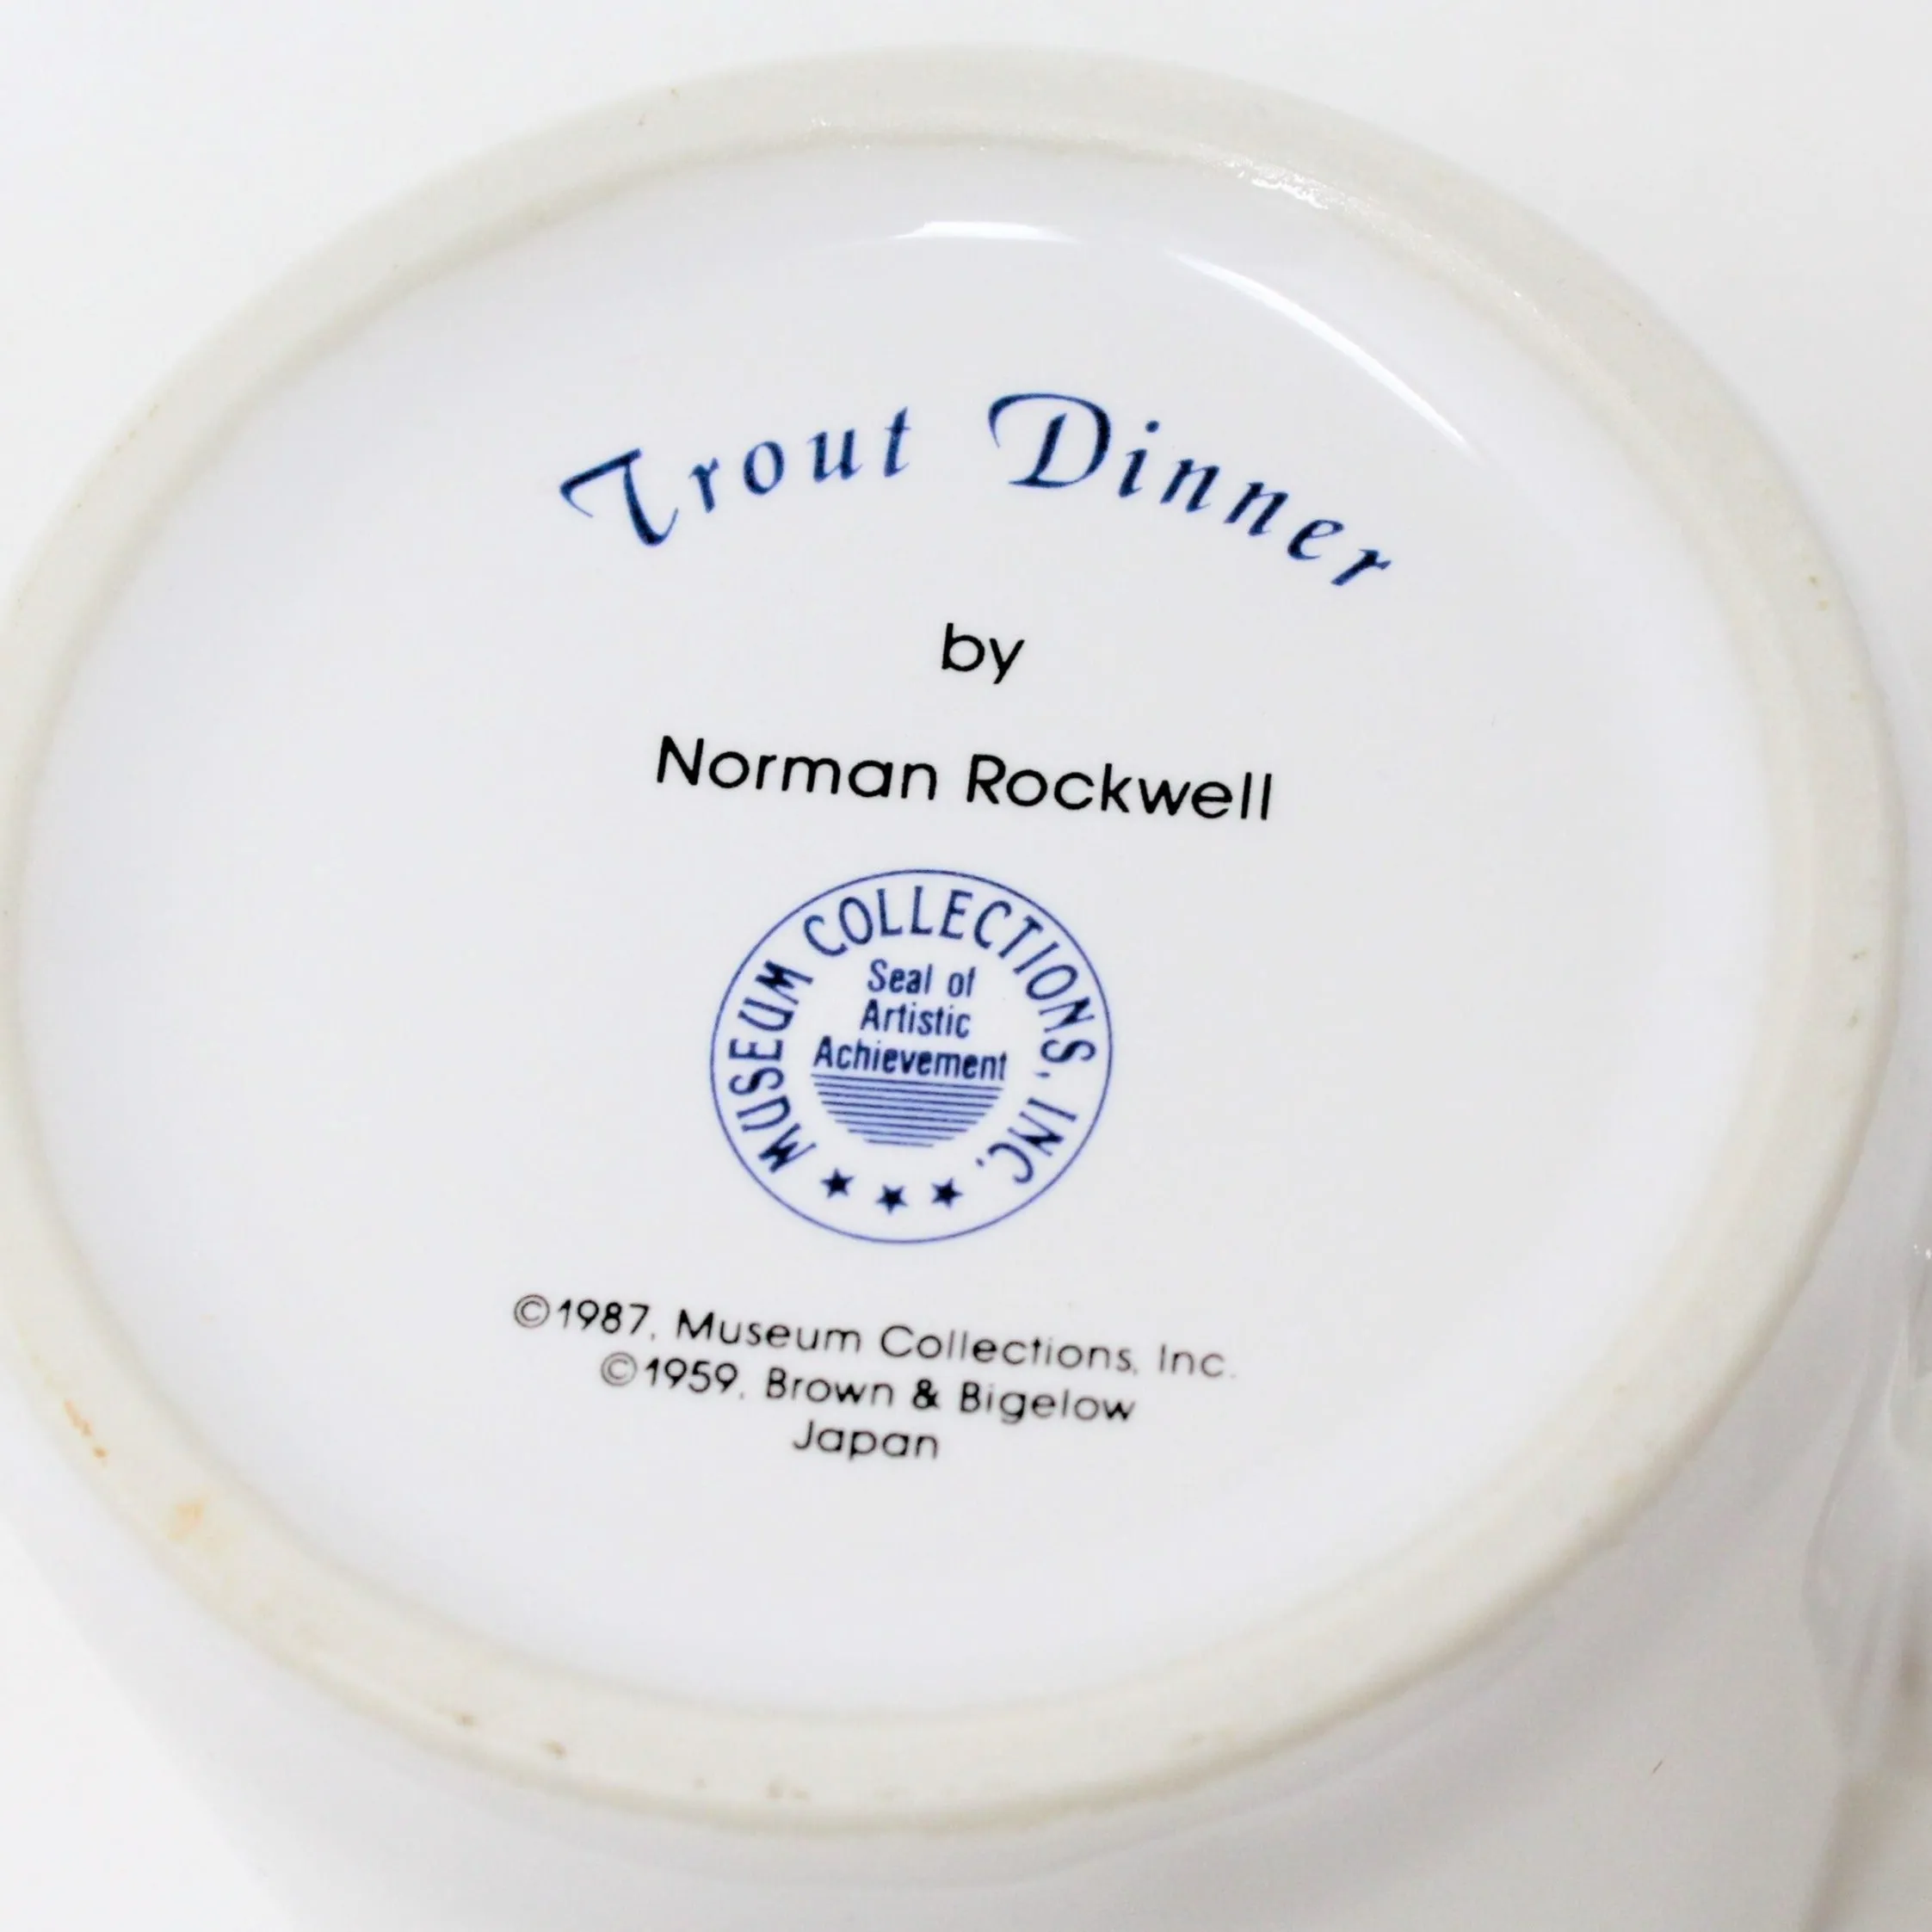 Trout Dinner
by
Norman Rockwell
MUSEUM COLLECTIONS, INC.
Seal of
Artistic
Achievement
©1987, Museum Collections, Inc.
©1959, Brown & Bigelow
Japan